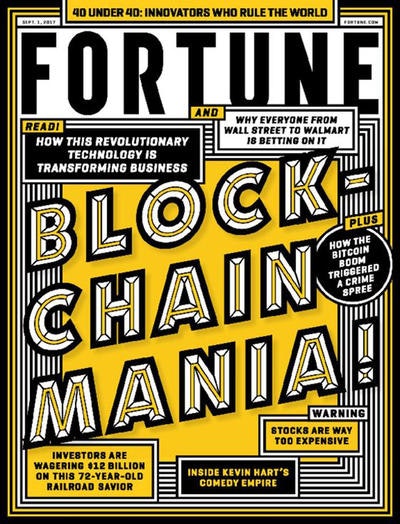 40 UNDER 40: INNOVATORS WHO RULE THE WORLD
SEPT. 1, 2017
FORTUNE.COM
FORTUNE
READ!
HOW THIS REVOLUTIONARY
TECHNOLOGY IS
TRANSFORMING BUSINESS
AND
WHY EVERYONE FROM
WALL STREET TO WALMART
IS BETTING ON IT
BLOCK-
CHAIN
MANIA!
PLUS
HOW THE
BITCOIN
BOOM
TRIGGERED
A CRIME
SPREE
WARNING
STOCKS ARE WAY
TOO EXPENSIVE
INVESTORS ARE
WAGERING $12 BILLION
ON THIS 72-YEAR-OLD
RAILROAD SAVIOR
INSIDE KEVIN HART'S
COMEDY EMPIRE